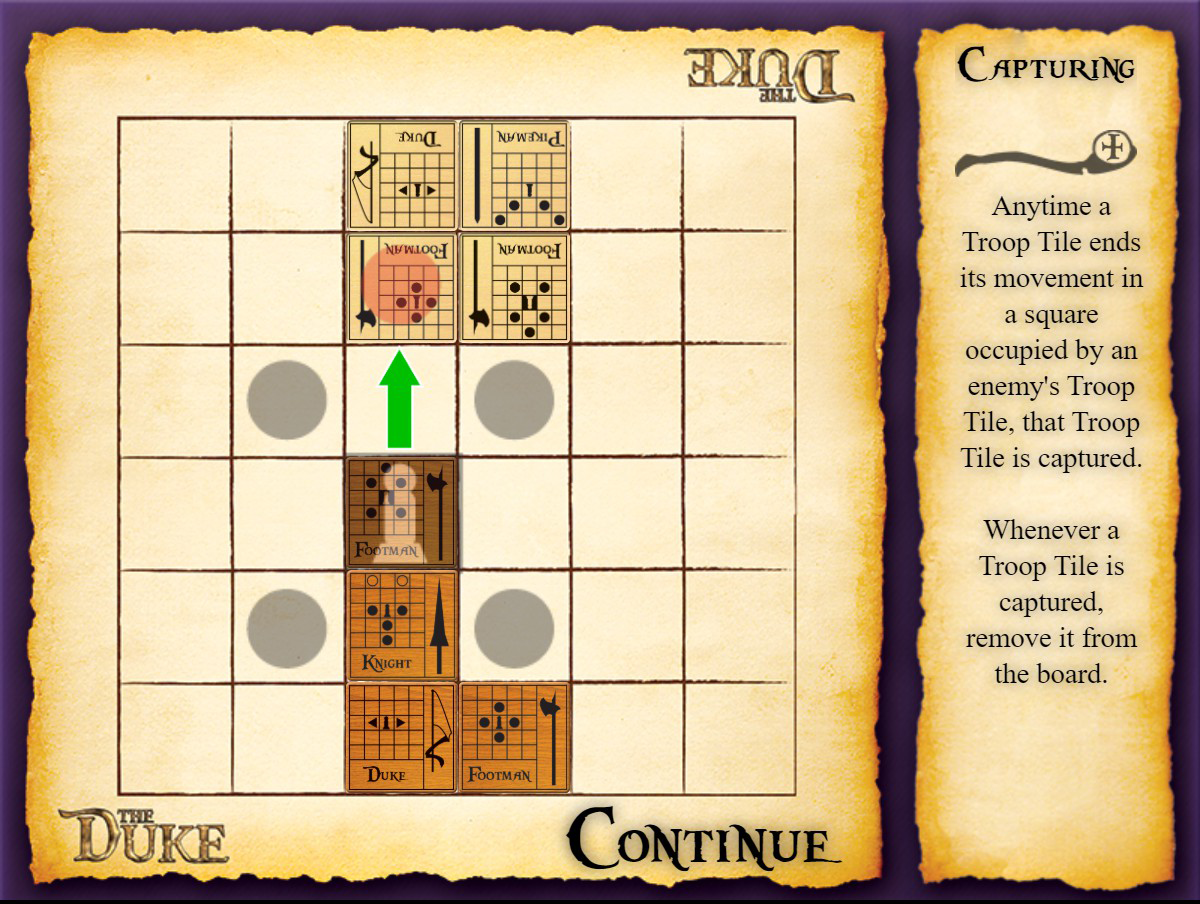 THE
DUKE
CAPTURING
DUKE
PIKEMAN
FOOTMAN
FOOTMAN
FOOTMAN
KNIGHT
DUKE
FOOTMAN
THE
DUKE
CONTINUE
Anytime a
Troop Tile ends
its movement in
a square
occupied by an
enemy's Troop
Tile, that Troop
Tile is captured.
Whenever a
Troop Tile is
captured,
remove it from
the board.